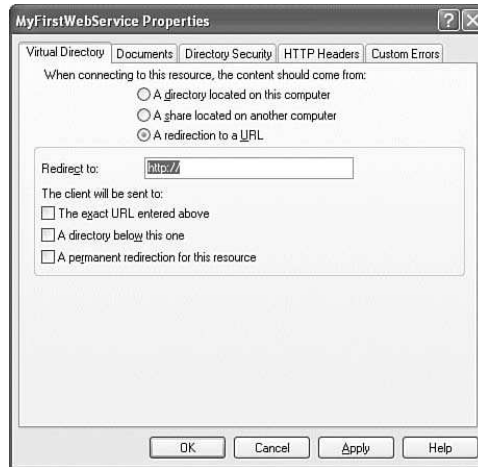 MyFirstWebService Properties
Virtual Directory Documents Directory Security HTTP Headers Custom Errors
When connecting to this resource, the content should come from:
A directory located on this computer
A share located on another computer
A redirection to a URL
Redirect to: http://
The client will be sent to:
The exact URL entered above
A directory below this one
A permanent redirection for this resource
OK Cancel Apply Help